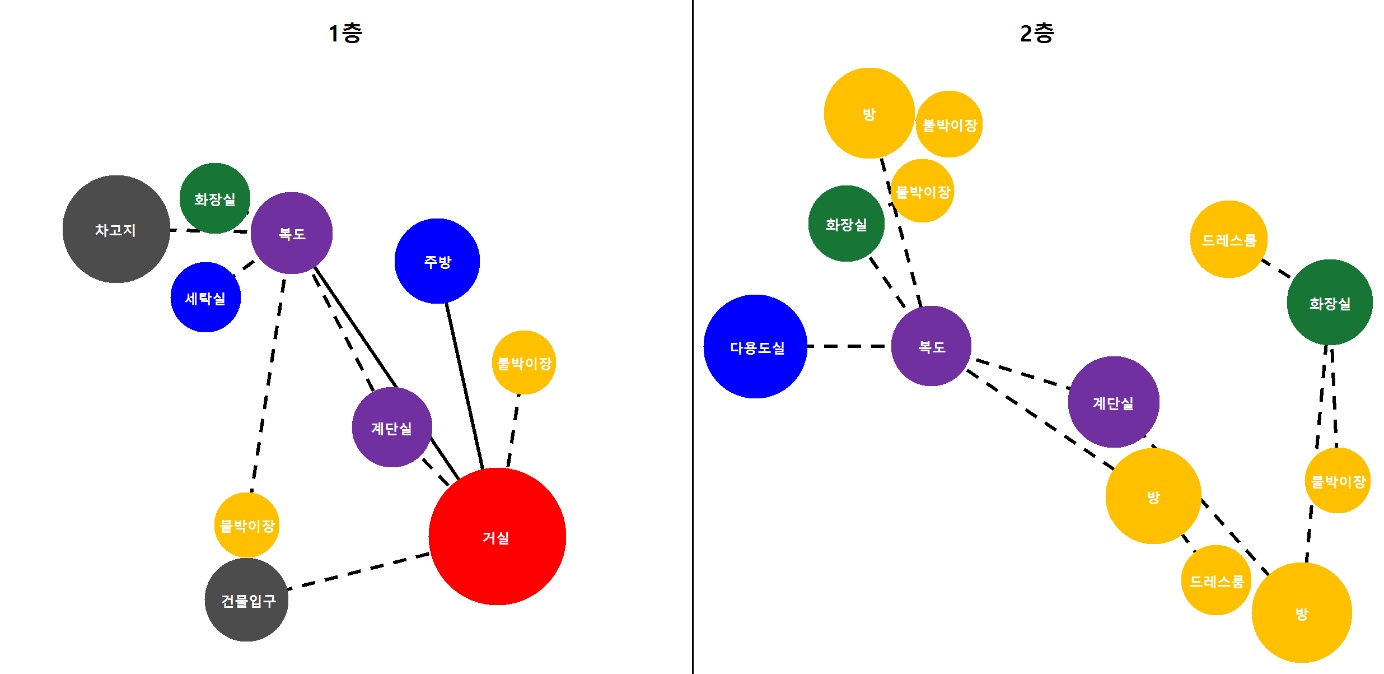 1층
화장실
차고지
복도
주방
세탁실
붙박이장
계단실
붙박이장
거실
건물입구
2층
방
붙박이장
붙박이장
화장실
드레스룸
화장실
다용도실
복도
계단실
붙박이장
방
드레스룸
방